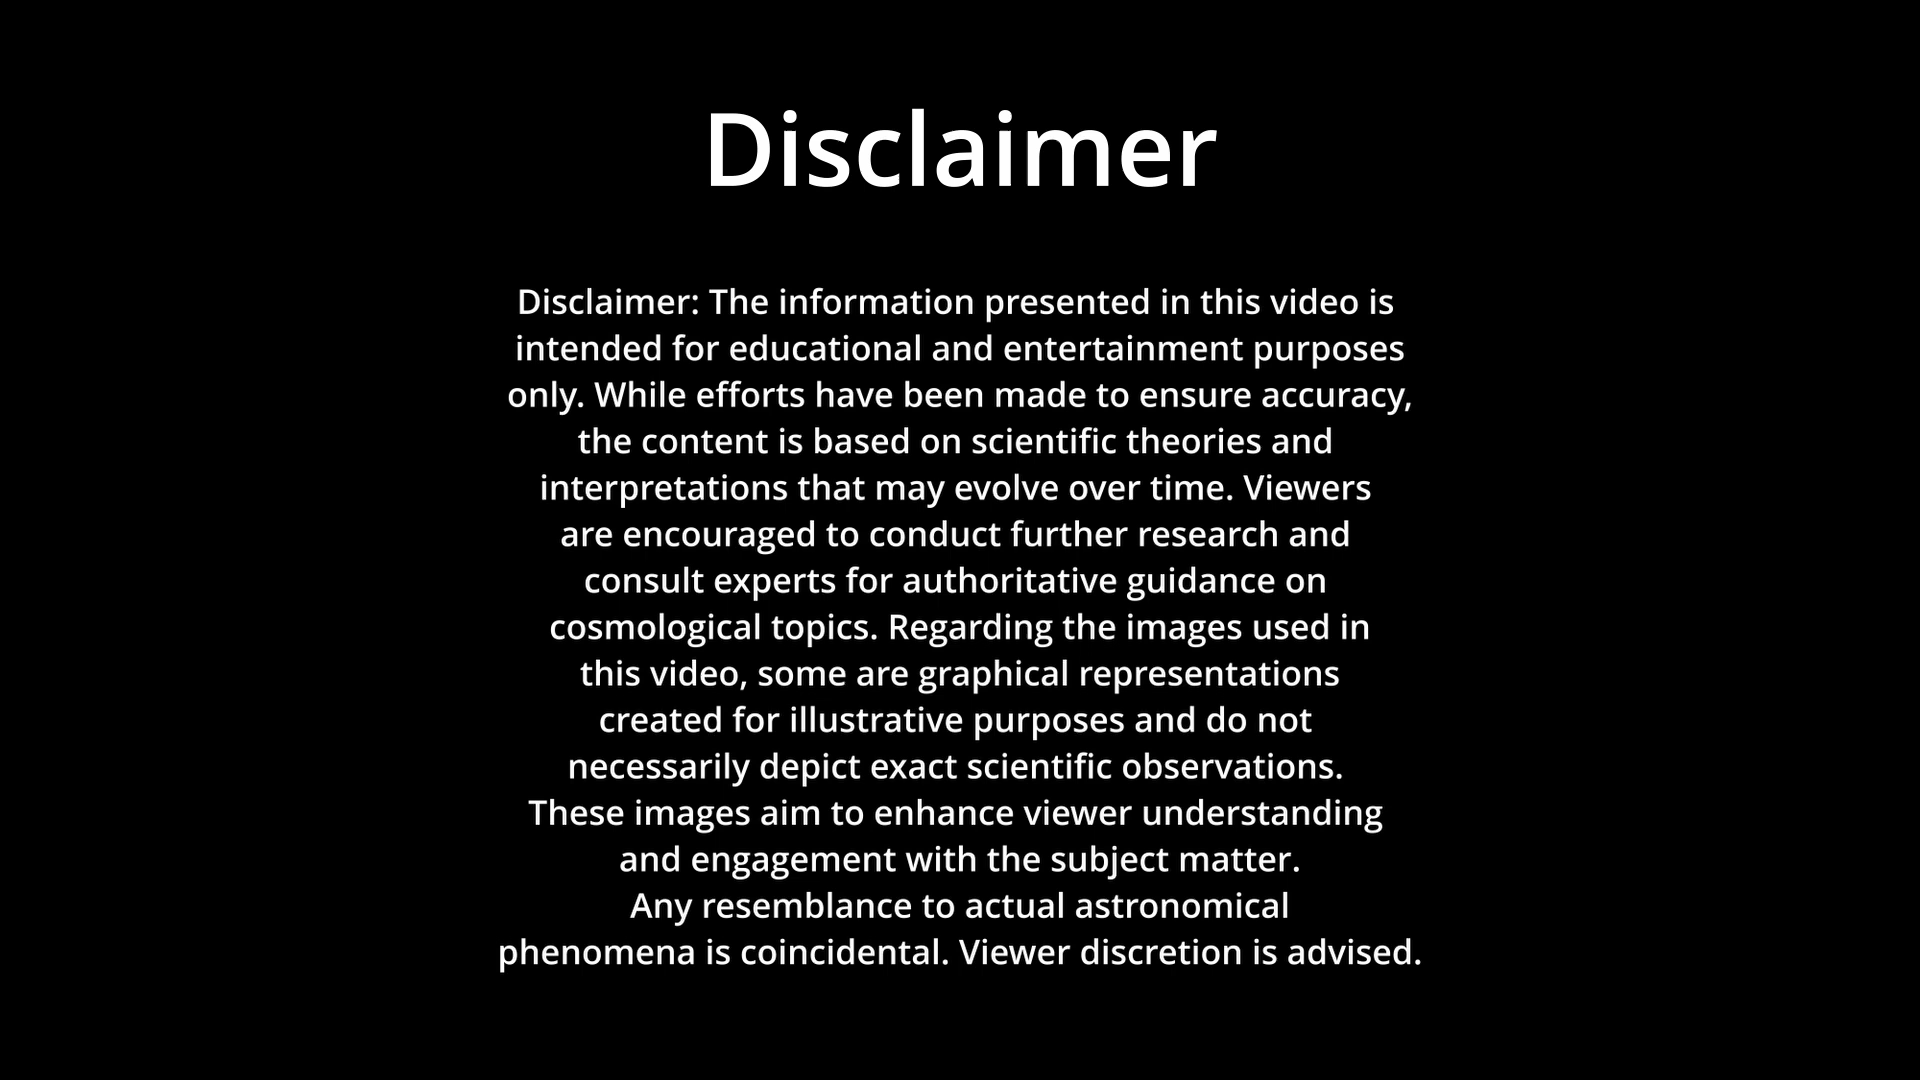 Disclaimer
Disclaimer: The information presented in this video is
intended for educational and entertainment purposes
only. While efforts have been made to ensure accuracy,
the content is based on scientific theories and
interpretations that may evolve over time. Viewers
are encouraged to conduct further research and
consult experts for authoritative guidance on
cosmological topics. Regarding the images used in
this video, some are graphical representations
created for illustrative purposes and do not
necessarily depict exact scientific observations.
These images aim to enhance viewer understanding
and engagement with the subject matter.
Any resemblance to actual astronomical
phenomena is coincidental. Viewer discretion is advised.